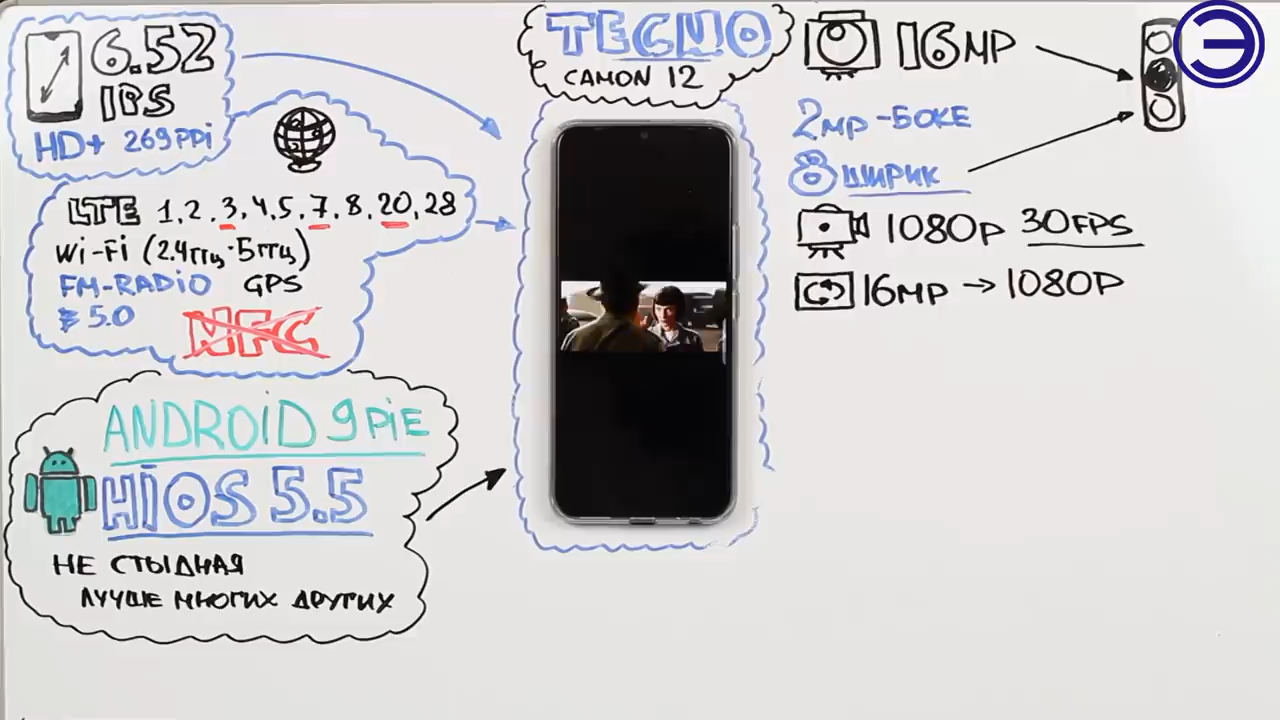 6.52
IPS
HD+ 269PPi
LTE 1,2,3,4,5,7,8,20,28
Wi-Fi (2.4ГГЦ-5ГГЦ)
FM-RADiO GPS
5.0
NFC
ANDROiD 9 PiE
HiOS 5.5
НЕ СТЫДНАЯ
ЛУЧШЕ МНОГИХ ДРУГИХ
TECNO
CAMON 12
16MP
2MP-БОКЕ
8 ШИРИК
1080P 30FPS
16MP → 1080P
Э